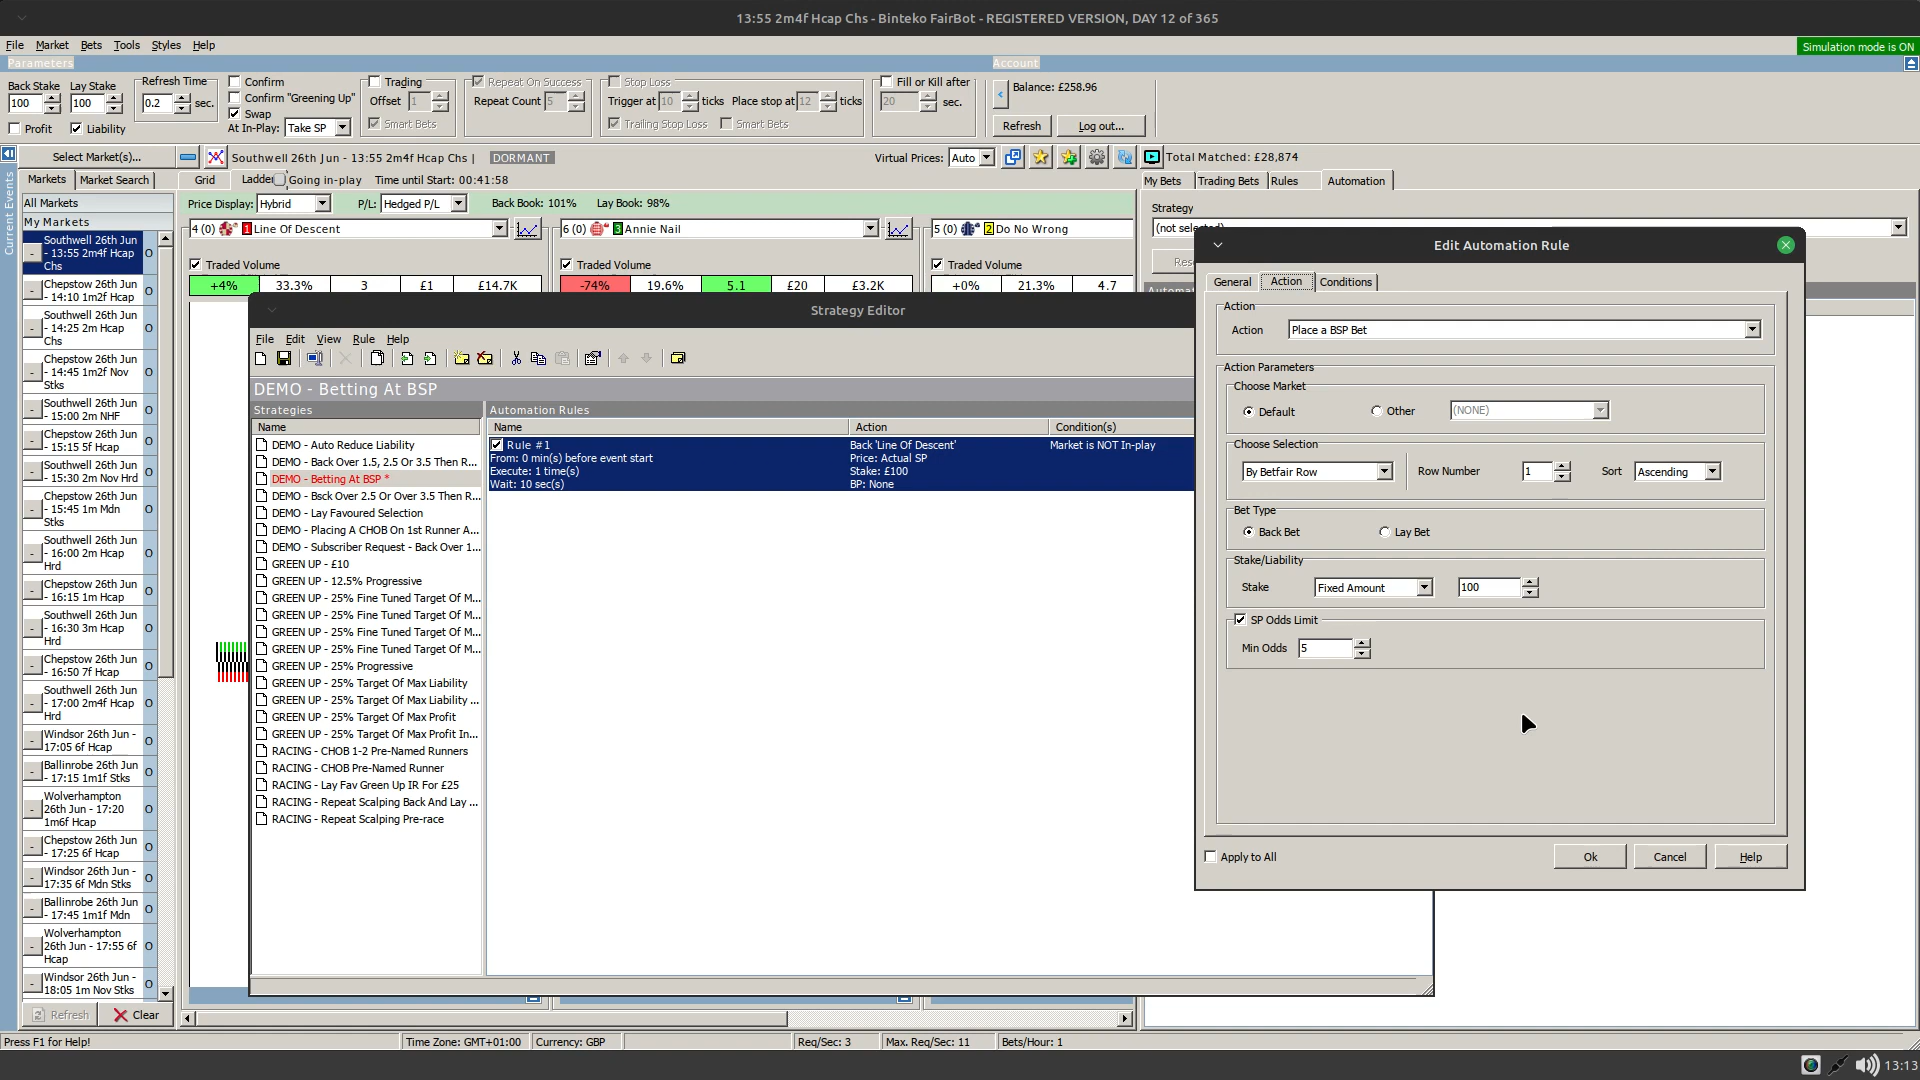 13:55 2m4f Hcap Chs - Binteko FairBot - REGISTERED VERSION, DAY 12 of 365
File Market Bets Tools Styles Help
Simulation mode is ON
Parameters
Account
Back Stake
100
Profit
Lay Stake
100
Liability
Refresh Time
0.2 sec.
Confirm
Confirm "Greening Up"
Swap
At In-Play: Take SP
Trading
Offset 1
Smart Bets
Repeat On Success
Repeat Count 5
Stop Loss
Trigger at 10 ticks Place stop at 12 ticks
Trailing Stop Loss Smart Bets
Fill or Kill after
20 sec.
Balance: £258.96
Refresh Log out...
Select Market(s)...
Southwell 26th Jun - 13:55 2m4f Hcap Chs | DORMANT
Virtual Prices: Auto
Total Matched: £28,874
Current Events
Markets Market Search
Grid Ladder Going in-play Time until Start: 00:41:58
My Bets Trading Bets Rules Automation
All Markets
My Markets
Southwell 26th Jun
- 13:55 2m4f Hcap
Chs
O
Chepstow 26th Jun
- 14:10 1m2f Hcap
O
Southwell 26th Jun
- 14:25 2m Hcap
Chs
O
Chepstow 26th Jun
- 14:45 1m2f Nov
Stks
O
Southwell 26th Jun
- 15:00 2m NHF
O
Chepstow 26th Jun
- 15:15 5f Hcap
O
Southwell 26th Jun
- 15:30 2m Nov Hrd
O
Chepstow 26th Jun
- 15:45 1m Mdn
Stks
O
Southwell 26th Jun
- 16:00 2m Hcap
Hrd
O
Chepstow 26th Jun
- 16:15 1m Hcap
O
Southwell 26th Jun
- 16:30 3m Hcap
Hrd
O
Chepstow 26th Jun
- 16:50 7f Hcap
O
Southwell 26th Jun
- 17:00 2m4f Hcap
Hrd
O
Windsor 26th Jun -
17:05 6f Hcap
O
Ballinrobe 26th Jun
- 17:15 1m1f Stks
O
Wolverhampton
26th Jun - 17:20
1m6f Hcap
O
Chepstow 26th Jun
- 17:25 6f Hcap
O
Windsor 26th Jun -
17:35 6f Mdn Stks
O
Ballinrobe 26th Jun
- 17:45 1m1f Mdn
O
Wolverhampton
26th Jun - 17:55 6f
Hcap
O
Windsor 26th Jun -
18:05 1m Nov Stks
O
Refresh Clear
Price Display: Hybrid P/L: Hedged P/L Back Book: 101% Lay Book: 98%
4 (0) 1 Line Of Descent
6 (0) 3 Annie Nail
5 (0) 2 Do No Wrong
Traded Volume
Traded Volume
Traded Volume
+4% 33.3% 3 £1 £14.7K
-74% 19.6% 5.1 £20 £3.2K
+0% 21.3% 4.7
Strategy
(not selected)
Strategy Editor
File Edit View Rule Help
DEMO - Betting At BSP
Strategies
Name
DEMO - Auto Reduce Liability
DEMO - Back Over 1.5, 2.5 Or 3.5 Then R...
DEMO - Betting At BSP *
DEMO - Bsck Over 2.5 Or Over 3.5 Then R...
DEMO - Lay Favoured Selection
DEMO - Placing A CHOB On 1st Runner A...
DEMO - Subscriber Request - Back Over 1...
GREEN UP - £10
GREEN UP - 12.5% Progressive
GREEN UP - 25% Fine Tuned Target Of M...
GREEN UP - 25% Fine Tuned Target Of M...
GREEN UP - 25% Fine Tuned Target Of M...
GREEN UP - 25% Fine Tuned Target Of M...
GREEN UP - 25% Progressive
GREEN UP - 25% Target Of Max Liability
GREEN UP - 25% Target Of Max Liability ...
GREEN UP - 25% Target Of Max Profit
GREEN UP - 25% Target Of Max Profit In...
RACING - CHOB 1-2 Pre-Named Runners
RACING - CHOB Pre-Named Runner
RACING - Lay Fav Green Up IR For £25
RACING - Repeat Scalping Back And Lay ...
RACING - Repeat Scalping Pre-race
Automation Rules
Name Action Condition(s)
Rule #1 Back 'Line Of Descent' Market is NOT In-play
From: 0 min(s) before event start Price: Actual SP
Execute: 1 time(s) Stake: £100
Wait: 10 sec(s) BP: None
Edit Automation Rule
General Action Conditions
Action
Action Place a BSP Bet
Action Parameters
Choose Market
Default Other (NONE)
Choose Selection
By Betfair Row Row Number 1 Sort Ascending
Bet Type
Back Bet Lay Bet
Stake/Liability
Stake Fixed Amount 100
SP Odds Limit
Min Odds 5
Apply to All Ok Cancel Help
Press F1 for Help! Time Zone: GMT+01:00 Currency: GBP Req/Sec: 3 Max. Req/Sec: 11 Bets/Hour: 1
13:13